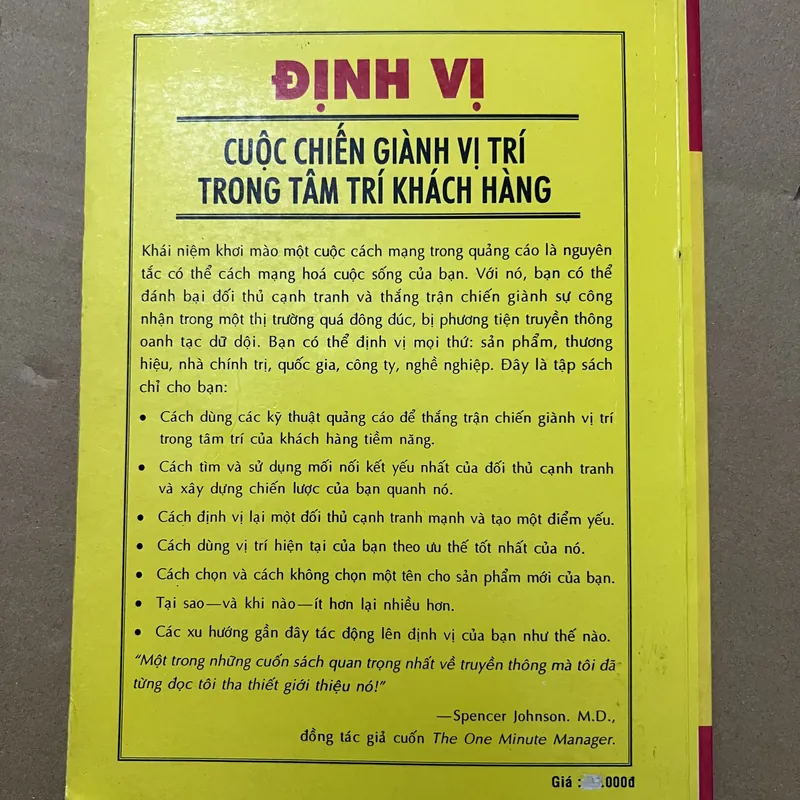 ĐỊNH VỊ
CUỘC CHIẾN GIÀNH VỊ TRÍ
TRONG TÂM TRÍ KHÁCH HÀNG
Khái niệm khơi mào một cuộc cách mạng trong quảng cáo là nguyên
tắc có thể cách mạng hoá cuộc sống của bạn. Với nó, bạn có thể
đánh bại đối thủ cạnh tranh và thắng trận chiến giành sự công
nhận trong một thị trường quá đông đúc, bị phương tiện truyền thông
oanh tạc dữ dội. Bạn có thể định vị mọi thứ: sản phẩm, thương
hiệu, nhà chính trị, quốc gia, công ty, nghề nghiệp. Đây là tập sách
chỉ cho bạn:
• Cách dùng các kỹ thuật quảng cáo để thắng trận chiến giành vị trí
trong tâm trí của khách hàng tiềm năng.
• Cách tìm và sử dụng mối nối kết yếu nhất của đối thủ cạnh tranh
và xây dựng chiến lược của bạn quanh nó.
• Cách định vị lại một đối thủ cạnh tranh mạnh và tạo một điểm yếu.
• Cách dùng vị trí hiện tại của bạn theo ưu thế tốt nhất của nó.
• Cách chọn và cách không chọn một tên cho sản phẩm mới của bạn.
• Tại sao—và khi nào—ít hơn lại nhiều hơn.
• Các xu hướng gần đây tác động lên định vị của bạn như thế nào.
"Một trong những cuốn sách quan trọng nhất về truyền thông mà tôi đã
từng đọc tôi tha thiết giới thiệu nó!"
—Spencer Johnson. M.D.,
đồng tác giả cuốn The One Minute Manager.
Giá : .000đ